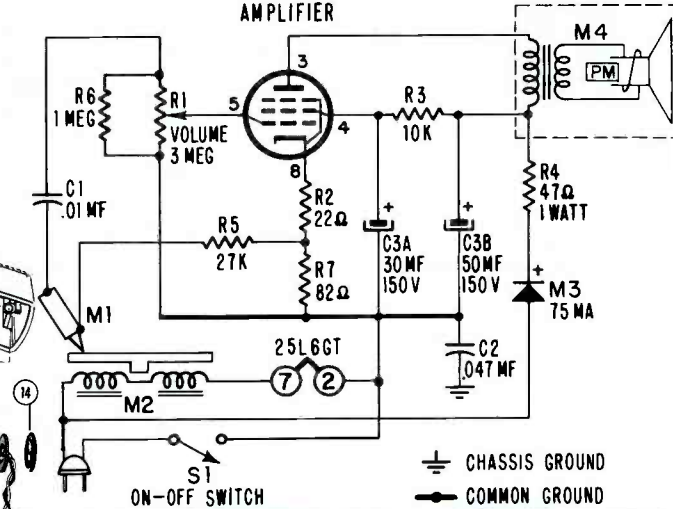 AMPLIFIER
M4
PM
3
R6
1 MEG
R1
VOLUME
3 MEG
5
4
R3
10K
8
C1
.01 MF
R2
22Ω
R4
47Ω
1 WATT
R5
27K
+
C3A
30 MF
150 V
+
C3B
50 MF
150 V
R7
82Ω
+
M3
75 MA
M1
25L6GT
7
2
C2
.047 MF
M2
14
S1
ON-OFF SWITCH
CHASSIS GROUND
COMMON GROUND